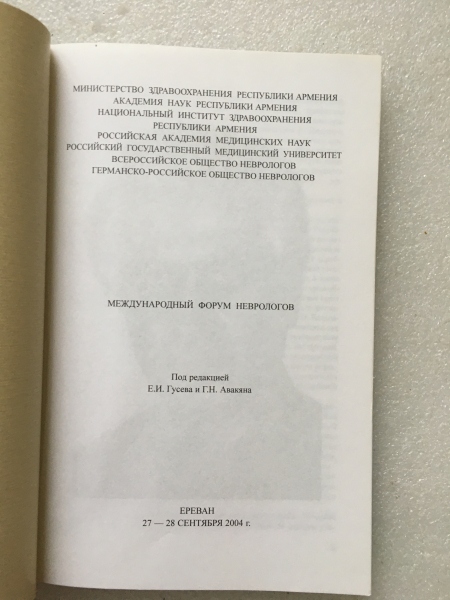 МИНИСТЕРСТВО ЗДРАВООХРАНЕНИЯ РЕСПУБЛИКИ АРМЕНИЯ
АКАДЕМИЯ НАУК РЕСПУБЛИКИ АРМЕНИЯ
НАЦИОНАЛЬНЫЙ ИНСТИТУТ ЗДРАВООХРАНЕНИЯ
РЕСПУБЛИКИ АРМЕНИЯ
РОССИЙСКАЯ АКАДЕМИЯ МЕДИЦИНСКИХ НАУК
РОССИЙСКИЙ ГОСУДАРСТВЕННЫЙ МЕДИЦИНСКИЙ УНИВЕРСИТЕТ
ВСЕРОССИЙСКОЕ ОБЩЕСТВО НЕВРОЛОГОВ
ГЕРМАНСКО-РОССИЙСКОЕ ОБЩЕСТВО НЕВРОЛОГОВ
МЕЖДУНАРОДНЫЙ ФОРУМ НЕВРОЛОГОВ
Под редакцией
Е.И. Гусева и Г.Н. Авакяна
ЕРЕВАН
27 — 28 СЕНТЯБРЯ 2004 г.